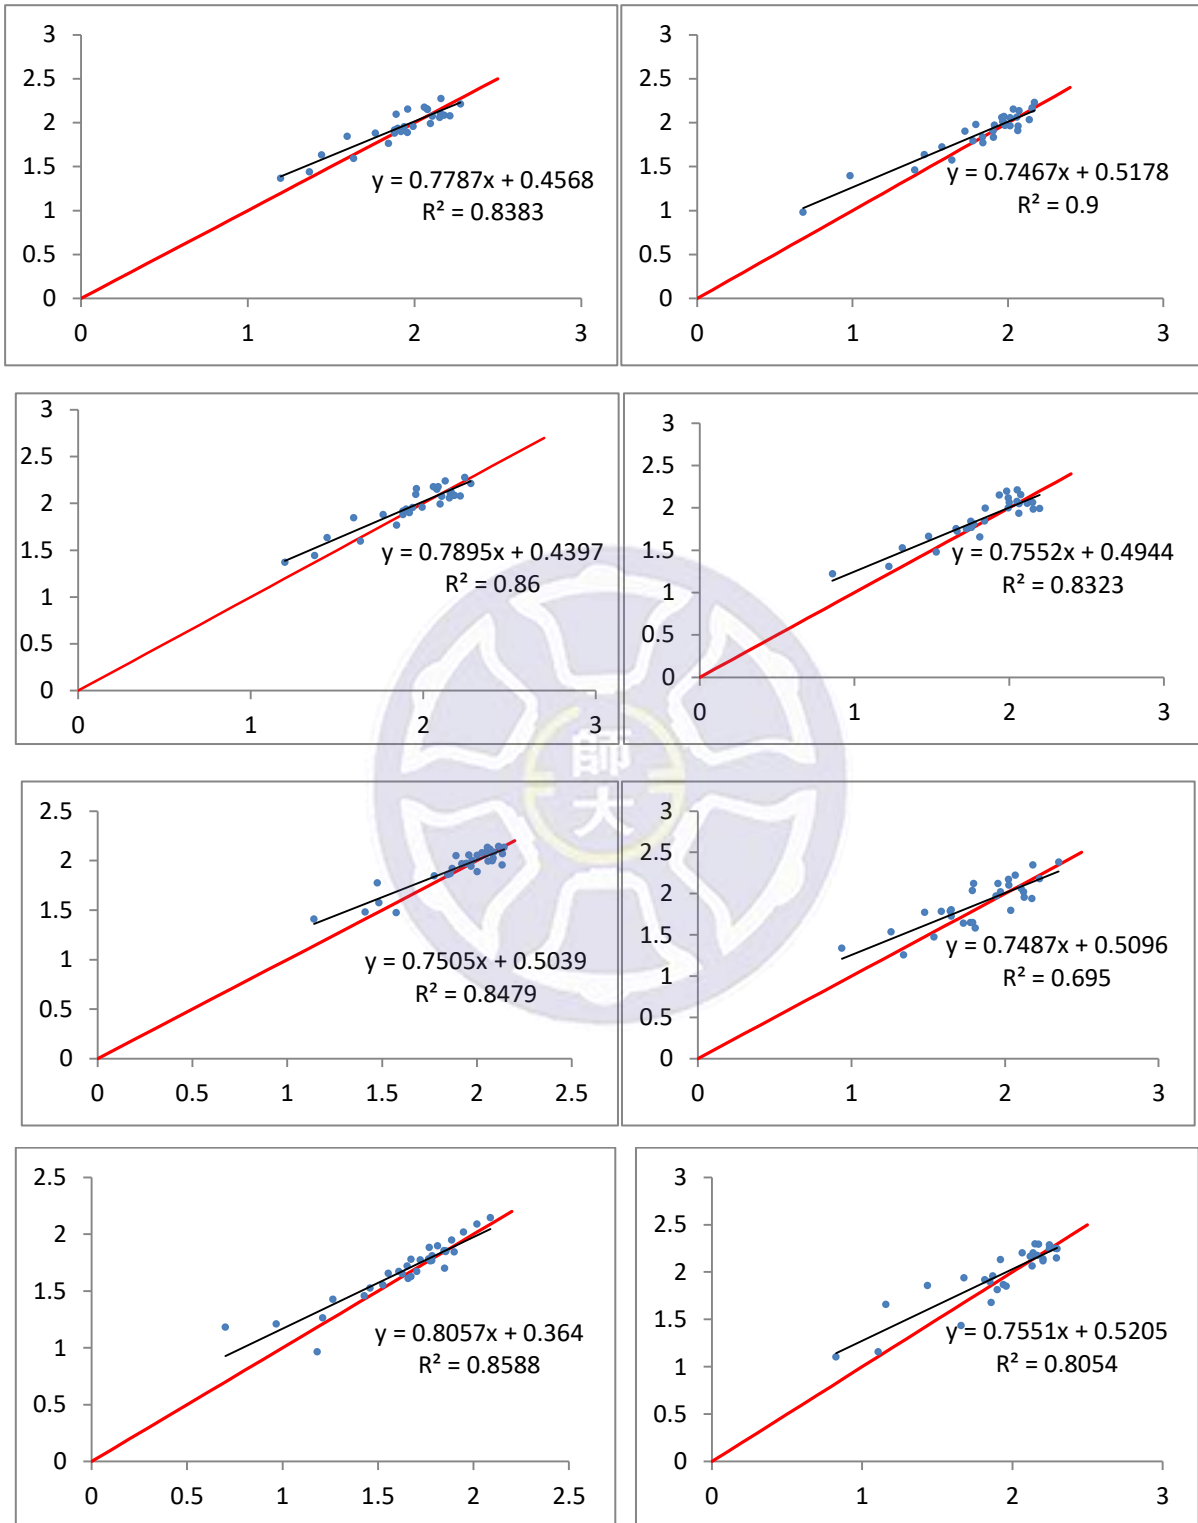 3
2.5
2
1.5
1
0.5
0
0 1 2 3
y = 0.7787x + 0.4568
R² = 0.8383
3
2.5
2
1.5
1
0.5
0
0 1 2 3
y = 0.7467x + 0.5178
R² = 0.9
3
2.5
2
1.5
1
0.5
0
0 1 2 3
y = 0.7895x + 0.4397
R² = 0.86
3
2.5
2
1.5
1
0.5
0
0 1 2 3
y = 0.7552x + 0.4944
R² = 0.8323
師
大
2.5
2
1.5
1
0.5
0
0 0.5 1 1.5 2 2.5
y = 0.7505x + 0.5039
R² = 0.8479
3
2.5
2
1.5
1
0.5
0
0 1 2 3
y = 0.7487x + 0.5096
R² = 0.695
2.5
2
1.5
1
0.5
0
0 0.5 1 1.5 2 2.5
y = 0.8057x + 0.364
R² = 0.8588
3
2.5
2
1.5
1
0.5
0
0 1 2 3
y = 0.7551x + 0.5205
R² = 0.8054